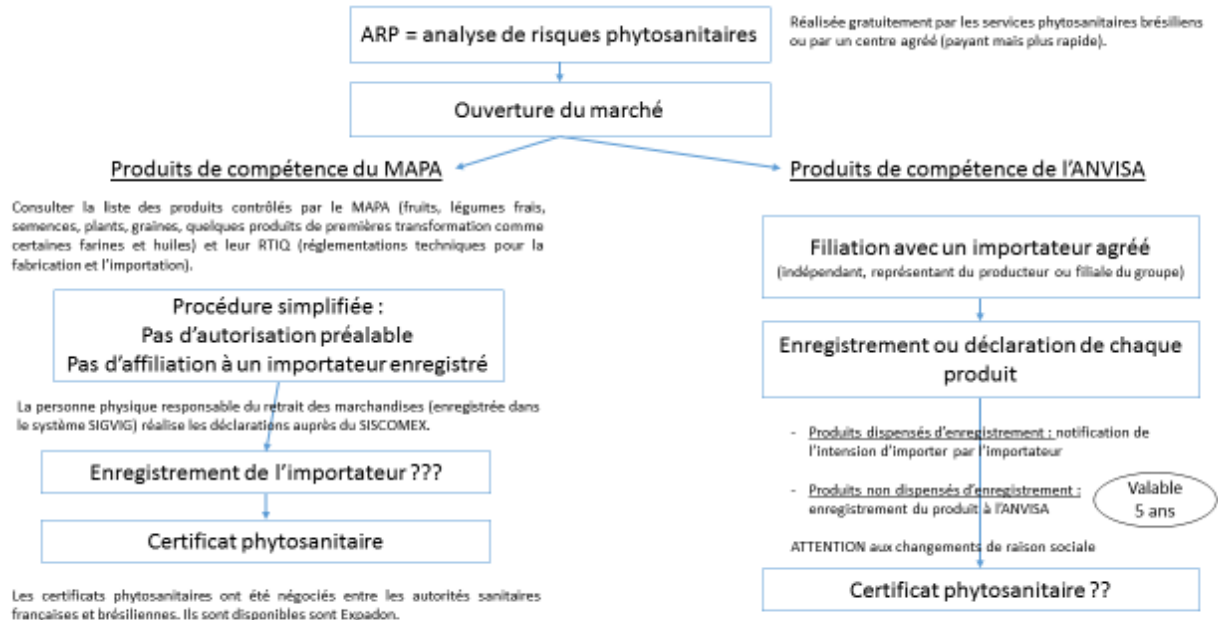 ARP = analyse de risques phytosanitaires
Réalisée gratuitement par les services phytosanitaires brésiliens
ou par un centre agréé (payant mais plus rapide).
Ouverture du marché
Produits de compétence du MAPA
Consulter la liste des produits contrôlés par le MAPA (fruits, légumes frais,
semences, plants, graines, quelques produits de premières transformation comme
certaines farines et huiles) et leur RTIQ (réglementations techniques pour la
fabrication et l'importation).
Procédure simplifiée :
Pas d'autorisation préalable
Pas d'affiliation à un importateur enregistré
La personne physique responsable du retrait des marchandises (enregistrée dans
le système SIGVIG) réalise les déclarations auprès du SISCOMEX.
Enregistrement de l'importateur ???
Certificat phytosanitaire
Les certificats phytosanitaires ont été négociés entre les autorités sanitaires
françaises et brésiliennes. Ils sont disponibles sont Expadon.
Produits de compétence de l'ANVISA
Filiation avec un importateur agréé
(indépendant, représentant du producteur ou filiale du groupe)
Enregistrement ou déclaration de chaque
produit
- Produits dispensés d'enregistrement : notification de
l'intention d'importer par l'importateur
- Produits non dispensés d'enregistrement :
enregistrement du produit à l'ANVISA
Valable
5 ans
ATTENTION aux changements de raison sociale
Certificat phytosanitaire ??